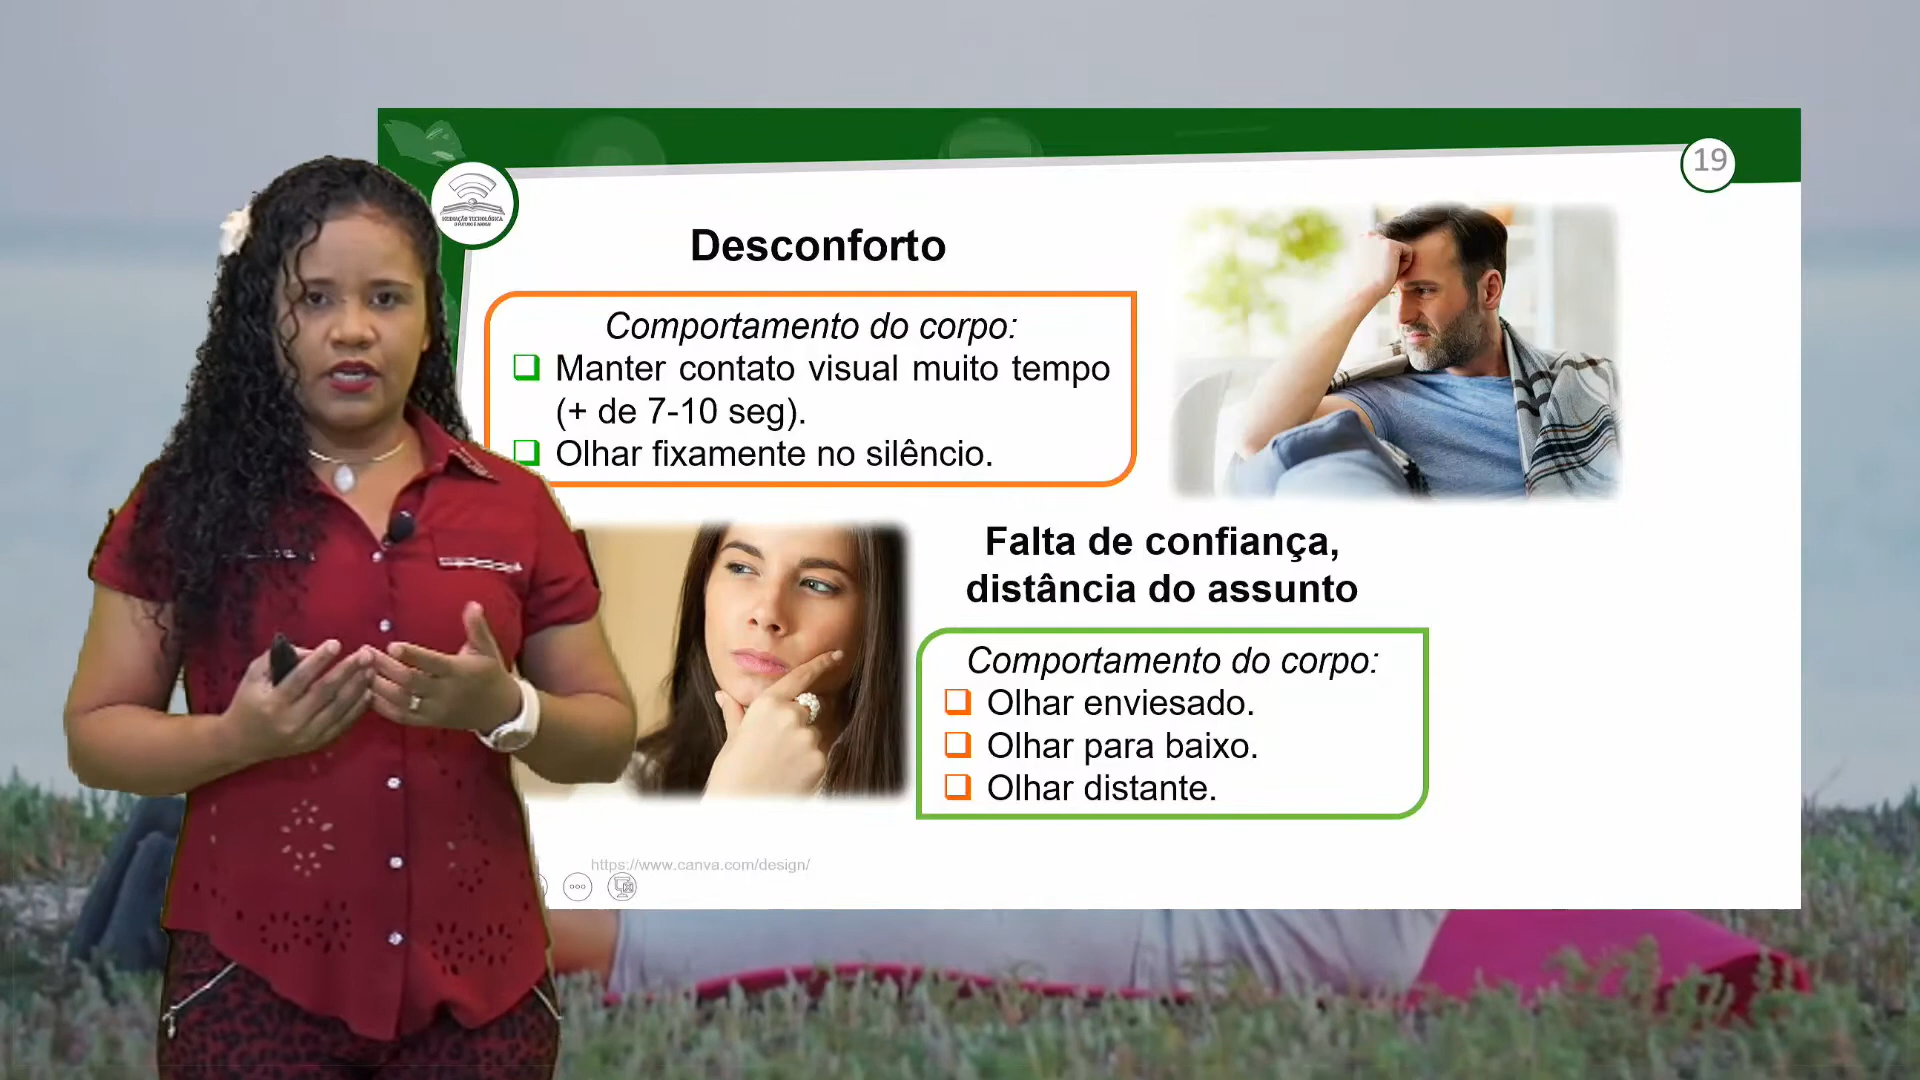 19
MEDIAÇÃO TECNOLÓGICA
Desconforto
Comportamento do corpo:
❑ Manter contato visual muito tempo
(+ de 7-10 seg).
❑ Olhar fixamente no silêncio.
Falta de confiança,
distância do assunto
Comportamento do corpo:
❑ Olhar enviesado.
❑ Olhar para baixo.
❑ Olhar distante.
https://www.canva.com/design/